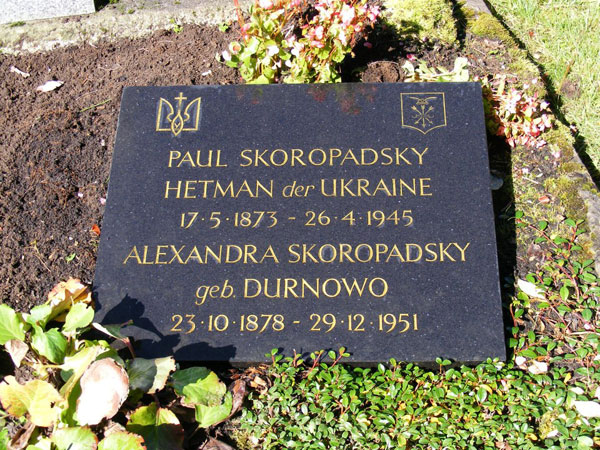 PAUL SKOROPADSKY
HETMAN der UKRAINE
17·5·1873 – 26·4·1945
ALEXANDRA SKOROPADSKY
geb. DURNOWO
23·10·1878 – 29·12·1951